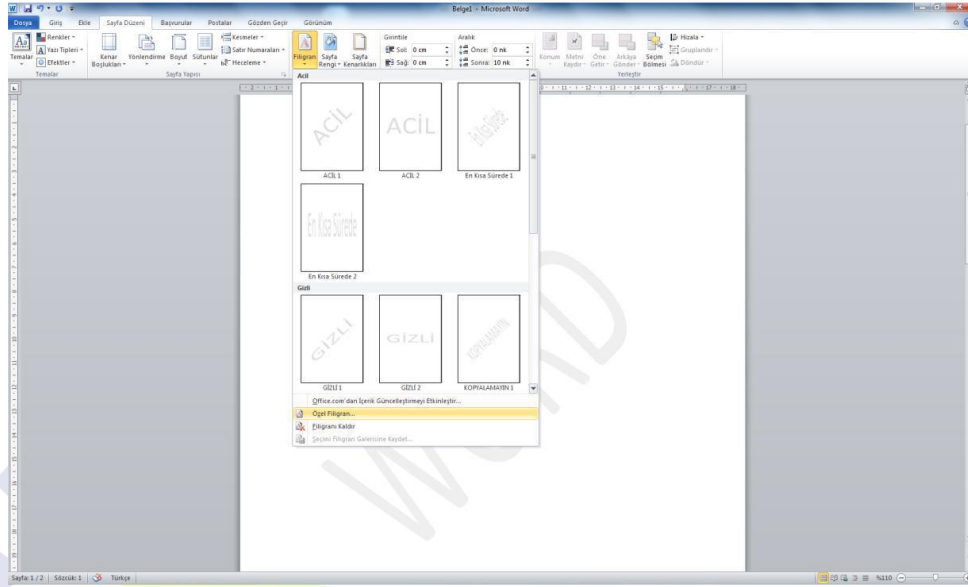 Belge1 - Microsoft Word
Dosya Giriş Ekle Sayfa Düzeni Başvurular Postalar Gözden Geçir Görünüm
Temalar
Renkler
Yazı Tipleri
Efektler
Temalar
Kenar Boşlukları
Yönlendirme
Boyut
Sütunlar
Kesmeler
Satır Numaraları
Heceleme
Sayfa Yapısı
Filigran
Sayfa Rengi
Sayfa Kenarlıkları
Girintile
Sol: 0 cm
Sağ: 0 cm
Aralık
Önce: 0 nk
Sonra: 10 nk
Konum
Metni Kaydır
Öne Getir
Arkaya Gönder
Seçim Bölmesi
Hizala
Gruplandır
Döndür
Yerleştir
Acil
ACİL
ACİL
En Kısa Sürede
ACİL 1
ACİL 2
En Kısa Sürede 1
En Kısa Sürede
En Kısa Sürede 2
Gizli
GİZLİ
GİZLİ
KOPYALAMAYIN
GİZLİ 1
GİZLİ 2
KOPYALAMAYIN 1
Office.com'dan İçerik Güncelleştirmeyi Etkinleştir...
Özel Filigran...
Filigranı Kaldır
Seçimi Filigran Galerisine Kaydet...
WORD
Sayfa: 1 / 2 Sözcük: 1 Türkçe
%110